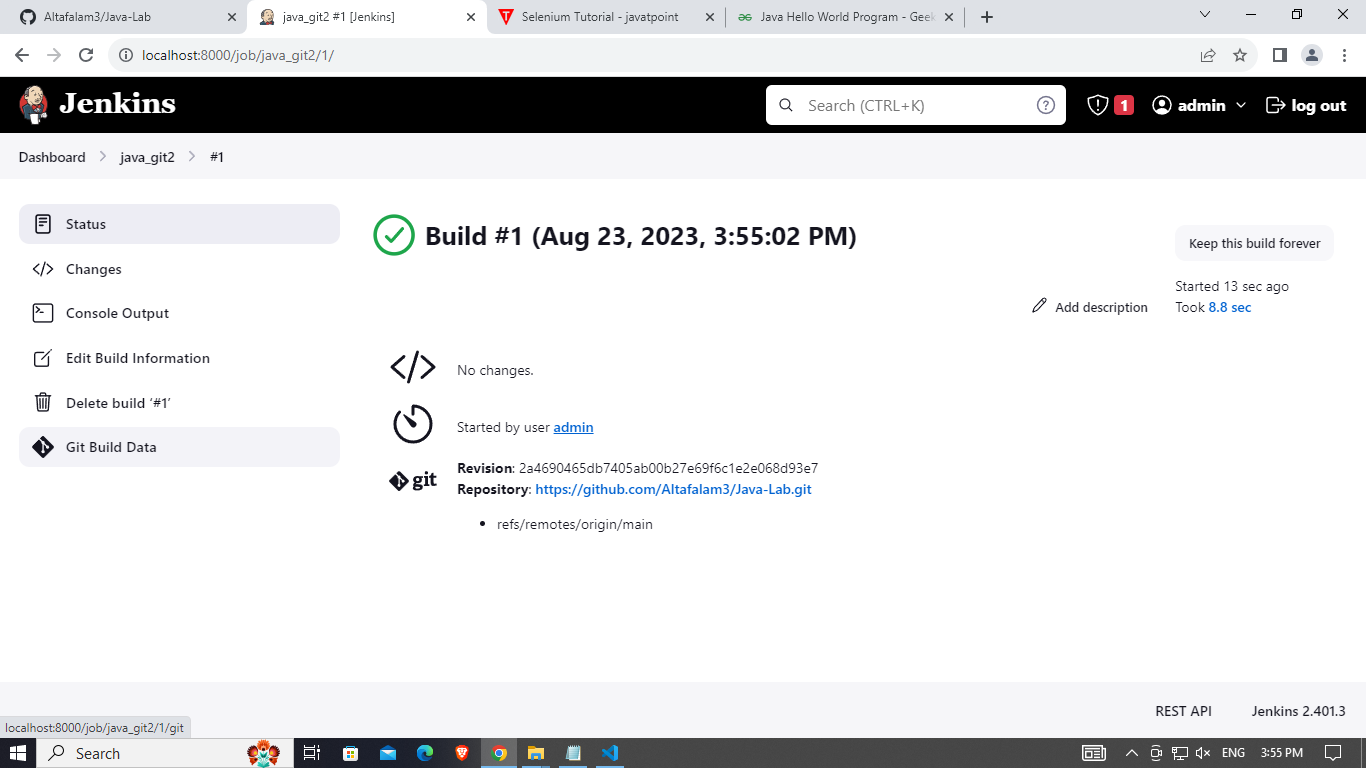 Altafalam3/Java-Lab
java_git2 #1 [Jenkins]
Selenium Tutorial - javatpoint
Java Hello World Program - Geek
localhost:8000/job/java_git2/1/
Jenkins
Search (CTRL+K)
1
admin
log out
Dashboard
java_git2
#1
Status
Changes
Console Output
Edit Build Information
Delete build ‘#1’
Git Build Data
Build #1 (Aug 23, 2023, 3:55:02 PM)
Keep this build forever
Started 13 sec ago
Took 8.8 sec
Add description
No changes.
Started by user admin
git
Revision: 2a4690465db7405ab00b27e69f6c1e2e068d93e7
Repository: https://github.com/Altafalam3/Java-Lab.git
• refs/remotes/origin/main
REST API
Jenkins 2.401.3
localhost:8000/job/java_git2/1/git
Search
ENG
3:55 PM